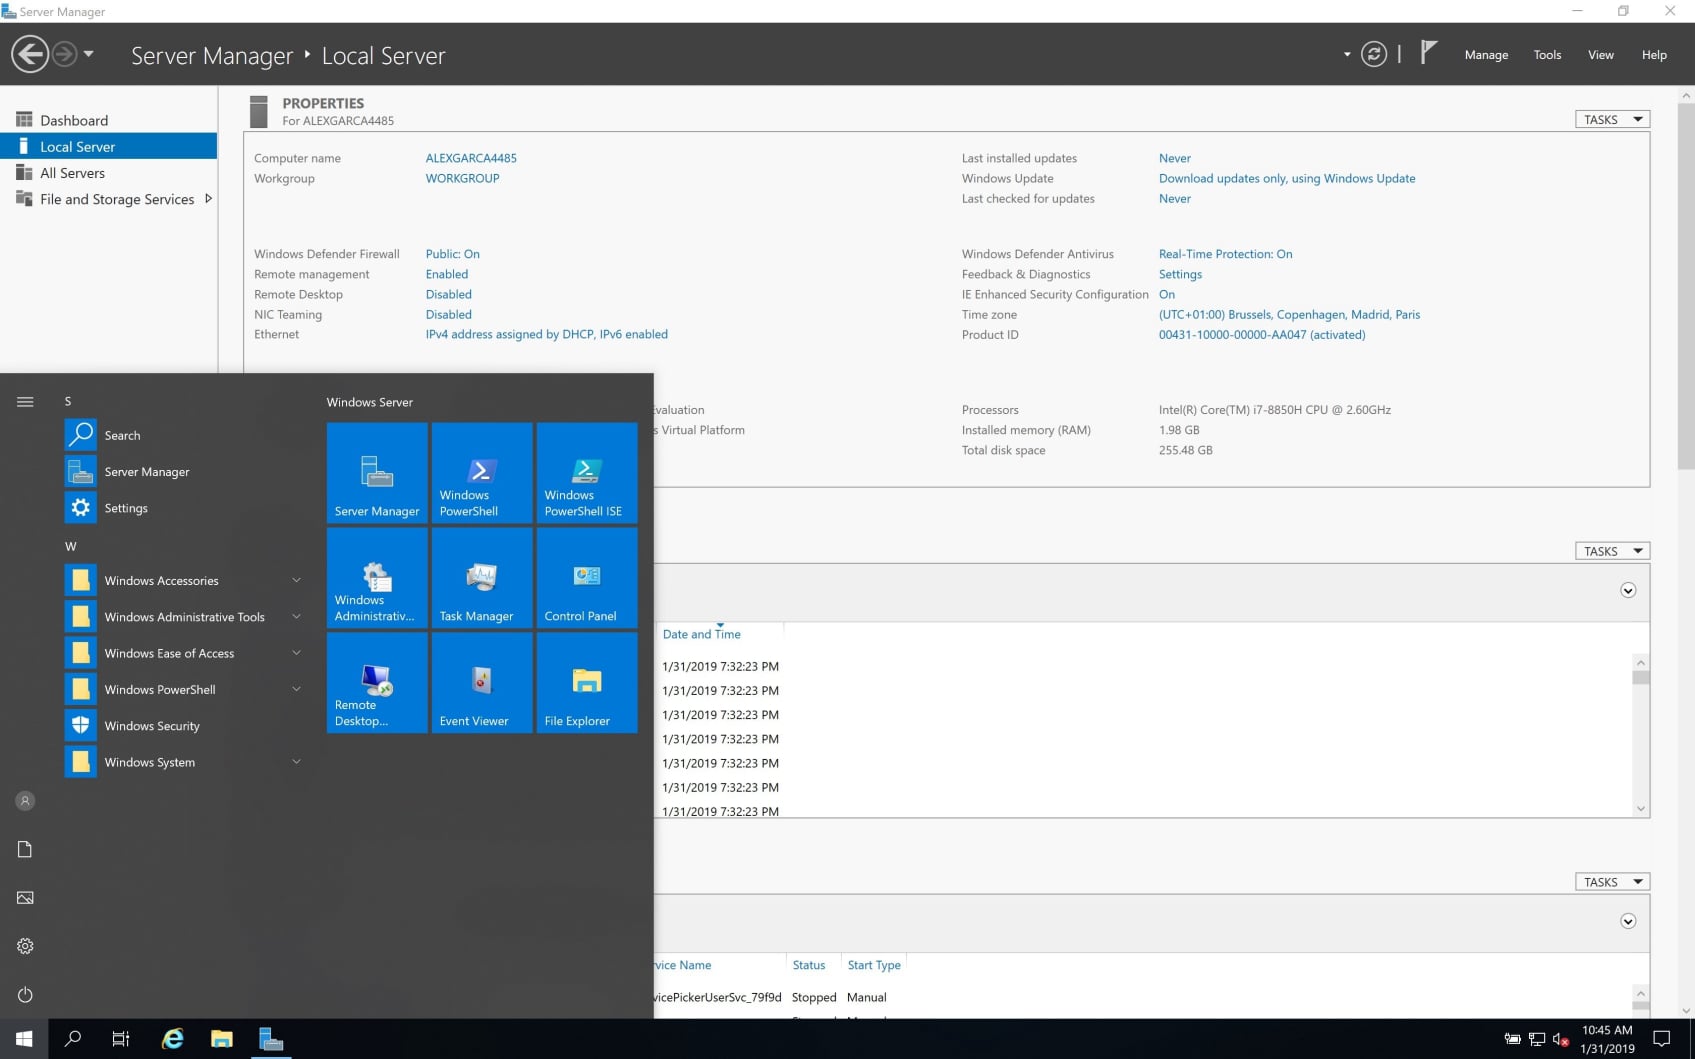 Server Manager
Server Manager ‣ Local Server
Manage
Tools
View
Help
Dashboard
Local Server
All Servers
File and Storage Services
PROPERTIES
For ALEXGARCA4485
TASKS
Computer name ALEXGARCA4485
Workgroup WORKGROUP
Last installed updates Never
Windows Update Download updates only, using Windows Update
Last checked for updates Never
Windows Defender Firewall Public: On
Remote management Enabled
Remote Desktop Disabled
NIC Teaming Disabled
Ethernet IPv4 address assigned by DHCP, IPv6 enabled
Windows Defender Antivirus Real-Time Protection: On
Feedback & Diagnostics Settings
IE Enhanced Security Configuration On
Time zone (UTC+01:00) Brussels, Copenhagen, Madrid, Paris
Product ID 00431-10000-00000-AA047 (activated)
Evaluation
s Virtual Platform
Processors Intel(R) Core(TM) i7-8850H CPU @ 2.60GHz
Installed memory (RAM) 1.98 GB
Total disk space 255.48 GB
S
Search
Server Manager
Settings
W
Windows Accessories
Windows Administrative Tools
Windows Ease of Access
Windows PowerShell
Windows Security
Windows System
Windows Server
Server Manager
Windows
PowerShell
Windows
PowerShell ISE
Windows
Administrativ...
Task Manager
Control Panel
Remote
Desktop...
Event Viewer
File Explorer
TASKS
Date and Time
1/31/2019 7:32:23 PM
1/31/2019 7:32:23 PM
1/31/2019 7:32:23 PM
1/31/2019 7:32:23 PM
1/31/2019 7:32:23 PM
1/31/2019 7:32:23 PM
1/31/2019 7:32:23 PM
TASKS
rvice Name Status Start Type
vicePickerUserSvc_79f9d Stopped Manual
10:45 AM
1/31/2019